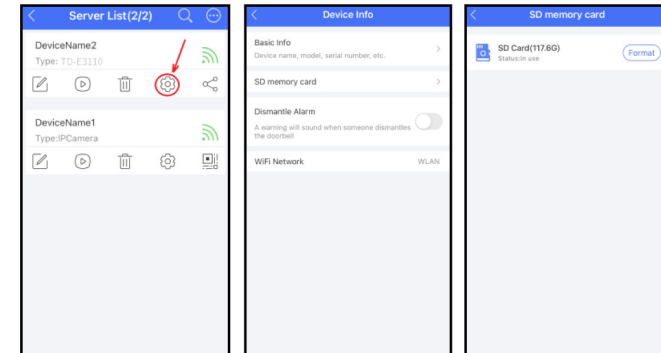 Server List(2/2)
DeviceName2
Type: TD-E3110
DeviceName1
Type:IPCamera
Device Info
Basic Info
Device name, model, serial number, etc.
SD memory card
Dismantle Alarm
A warning will sound when someone dismantles
the doorbell
WiFi Network WLAN
SD memory card
SD Card(117.6G)
Status:In use
Format